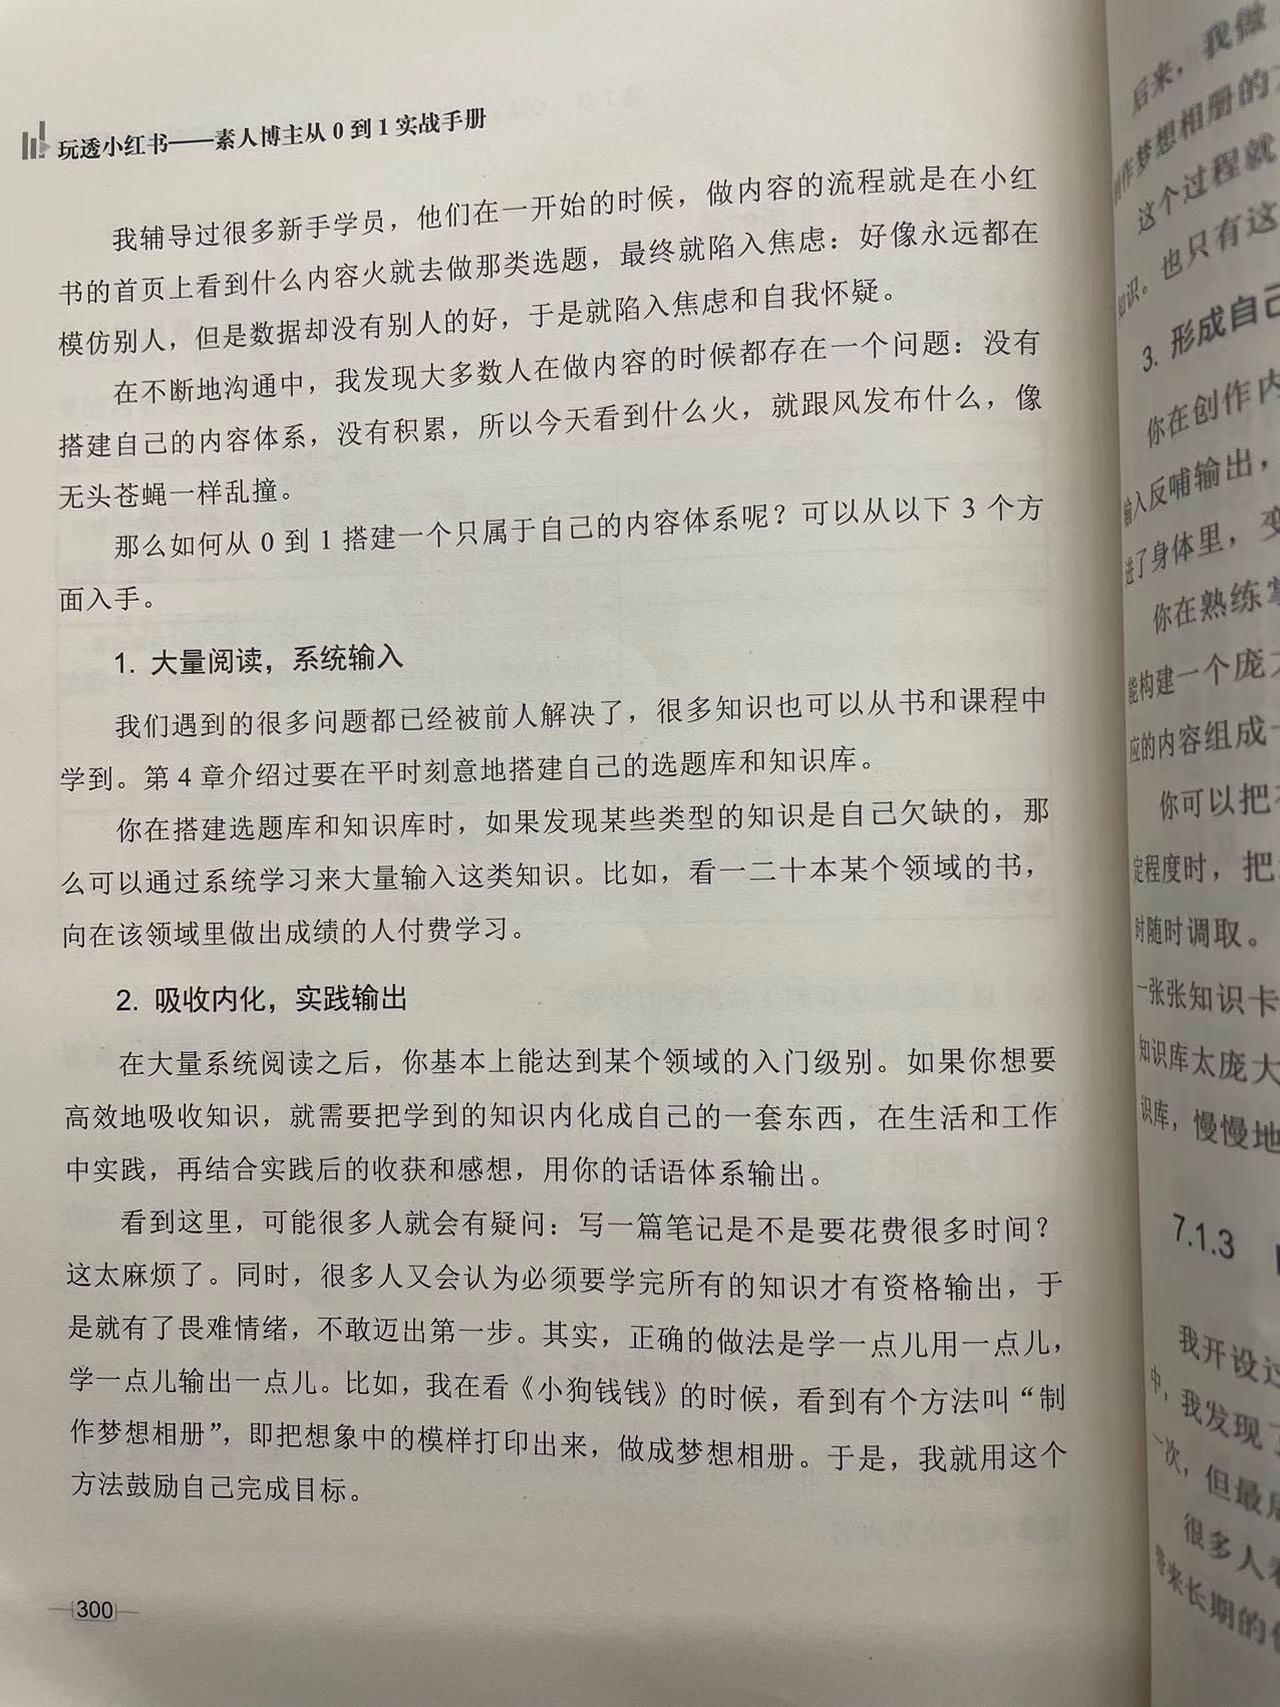 玩透小红书——素人博主从0到1实战手册
我辅导过很多新手学员，他们在一开始的时候，做内容的流程就是在小红
书的首页上看到什么内容火就去做那类选题，最终就陷入焦虑：好像永远都在
模仿别人，但是数据却没有别人的好，于是就陷入焦虑和自我怀疑。
在不断地沟通中，我发现大多数人在做内容的时候都存在一个问题：没有
搭建自己的内容体系，没有积累，所以今天看到什么火，就跟风发布什么，像
无头苍蝇一样乱撞。
那么如何从0到1搭建一个只属于自己的内容体系呢？可以从以下3个方
面入手。
1. 大量阅读，系统输入
我们遇到的很多问题都已经被前人解决了，很多知识也可以从书和课程中
学到。第4章介绍过要在平时刻意地搭建自己的选题库和知识库。
你在搭建选题库和知识库时，如果发现某些类型的知识是自己欠缺的，那
么可以通过系统学习来大量输入这类知识。比如，看一二十本某个领域的书，
向在该领域里做出成绩的人付费学习。
2. 吸收内化，实践输出
在大量系统阅读之后，你基本上能达到某个领域的入门级别。如果你想要
高效地吸收知识，就需要把学到的知识内化成自己的一套东西，在生活和工作
中实践，再结合实践后的收获和感想，用你的话语体系输出。
看到这里，可能很多人就会有疑问：写一篇笔记是不是要花费很多时间？
这太麻烦了。同时，很多人又会认为必须要学完所有的知识才有资格输出，于
是就有了畏难情绪，不敢迈出第一步。其实，正确的做法是学一点儿用一点儿，
学一点儿输出一点儿。比如，我在看《小狗钱钱》的时候，看到有个方法叫“制
作梦想相册”，即把想象中的模样打印出来，做成梦想相册。于是，我就用这个
方法鼓励自己完成目标。
300
后来，我做
作梦想相册的
这个过程就
知识。也只有这
3. 形成自己
你在创作内
输入反哺输出，
进了身体里，变
你在熟练掌
能构建一个庞大
应的内容组成一
你可以把
定程度时，把
时随时调取。
一张张知识卡
知识库太庞大
识库，慢慢地
7.1.3
我开设过
中，我发现了
一次，但最后
很多人看
带来长期的价